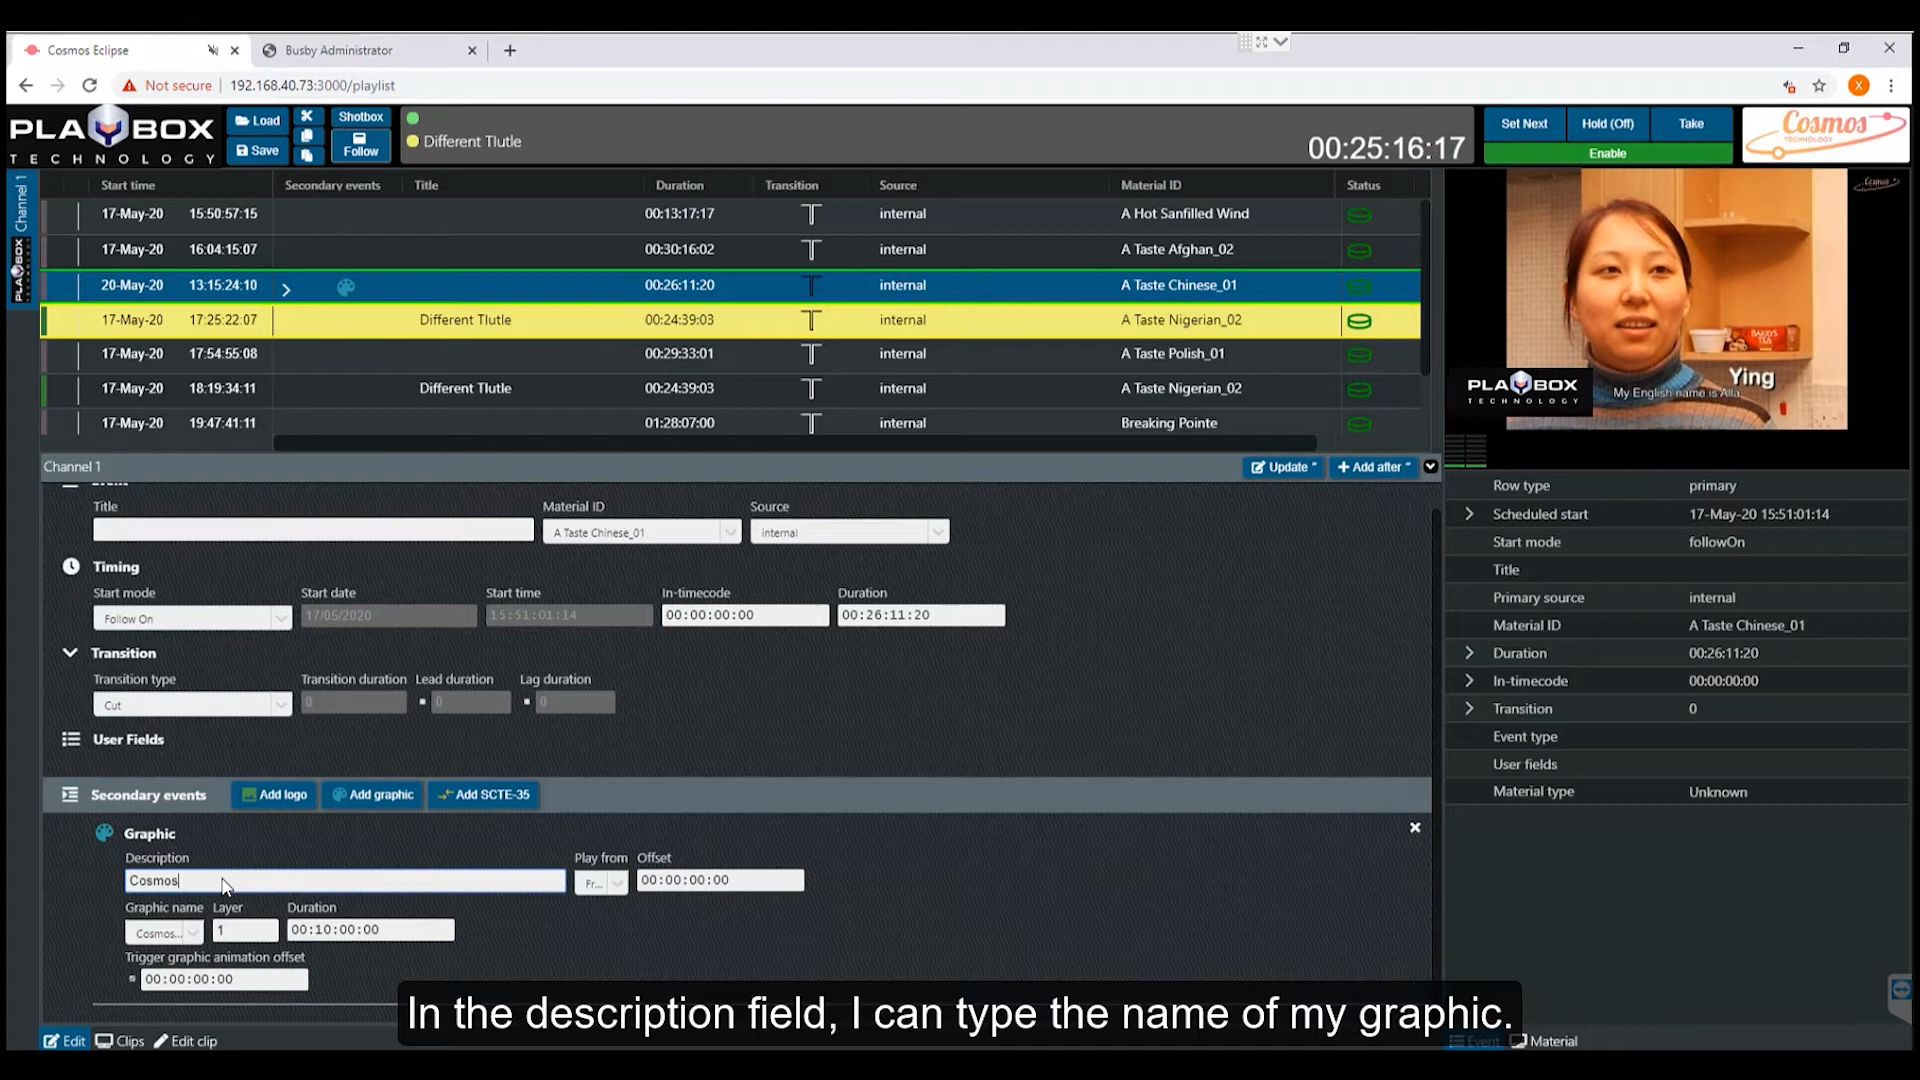 Cosmos Eclipse
Busby Administrator
Not secure 192.168.40.73:3000/playlist
X
PLAYBOX
TECHNOLOGY
Load
Save
Shotbox
Follow
Different Tlutle
00:25:16:17
Set Next Hold (Off) Take
Enable
Cosmos
TECHNOLOGY
Channel 1
PLAYBOX
Start time Secondary events Title Duration Transition Source Material ID Status
17-May-20 15:50:57:15 00:13:17:17 internal A Hot Sanfilled Wind
17-May-20 16:04:15:07 00:30:16:02 internal A Taste Afghan_02
20-May-20 13:15:24:10 00:26:11:20 internal A Taste Chinese_01
17-May-20 17:25:22:07 Different Tlutle 00:24:39:03 internal A Taste Nigerian_02
17-May-20 17:54:55:08 00:29:33:01 internal A Taste Polish_01
17-May-20 18:19:34:11 Different Tlutle 00:24:39:03 internal A Taste Nigerian_02
17-May-20 19:47:41:11 01:28:07:00 internal Breaking Pointe
Cosmos
BARRY'S
TEA
Ying
PLAYBOX
TECHNOLOGY
My English name is Alla,
Channel 1
Update "
Add after "
Title Material ID Source
A Taste Chinese_01 internal
Timing
Start mode Start date Start time In-timecode Duration
Follow On 17/05/2020 15:51:01:14 00:00:00:00 00:26:11:20
Transition
Transition type Transition duration Lead duration Lag duration
Cut 0 0 0
User Fields
Secondary events Add logo Add graphic Add SCTE-35
Graphic
Description Play from Offset
Cosmos Fr... 00:00:00:00
Graphic name Layer Duration
Cosmos... 1 00:10:00:00
Trigger graphic animation offset
00:00:00:00
Row type primary
Scheduled start 17-May-20 15:51:01:14
Start mode followOn
Title
Primary source internal
Material ID A Taste Chinese_01
Duration 00:26:11:20
In-timecode 00:00:00:00
Transition 0
Event type
User fields
Material type Unknown
In the description field, I can type the name of my graphic.
Edit Clips Edit clip
Event Material